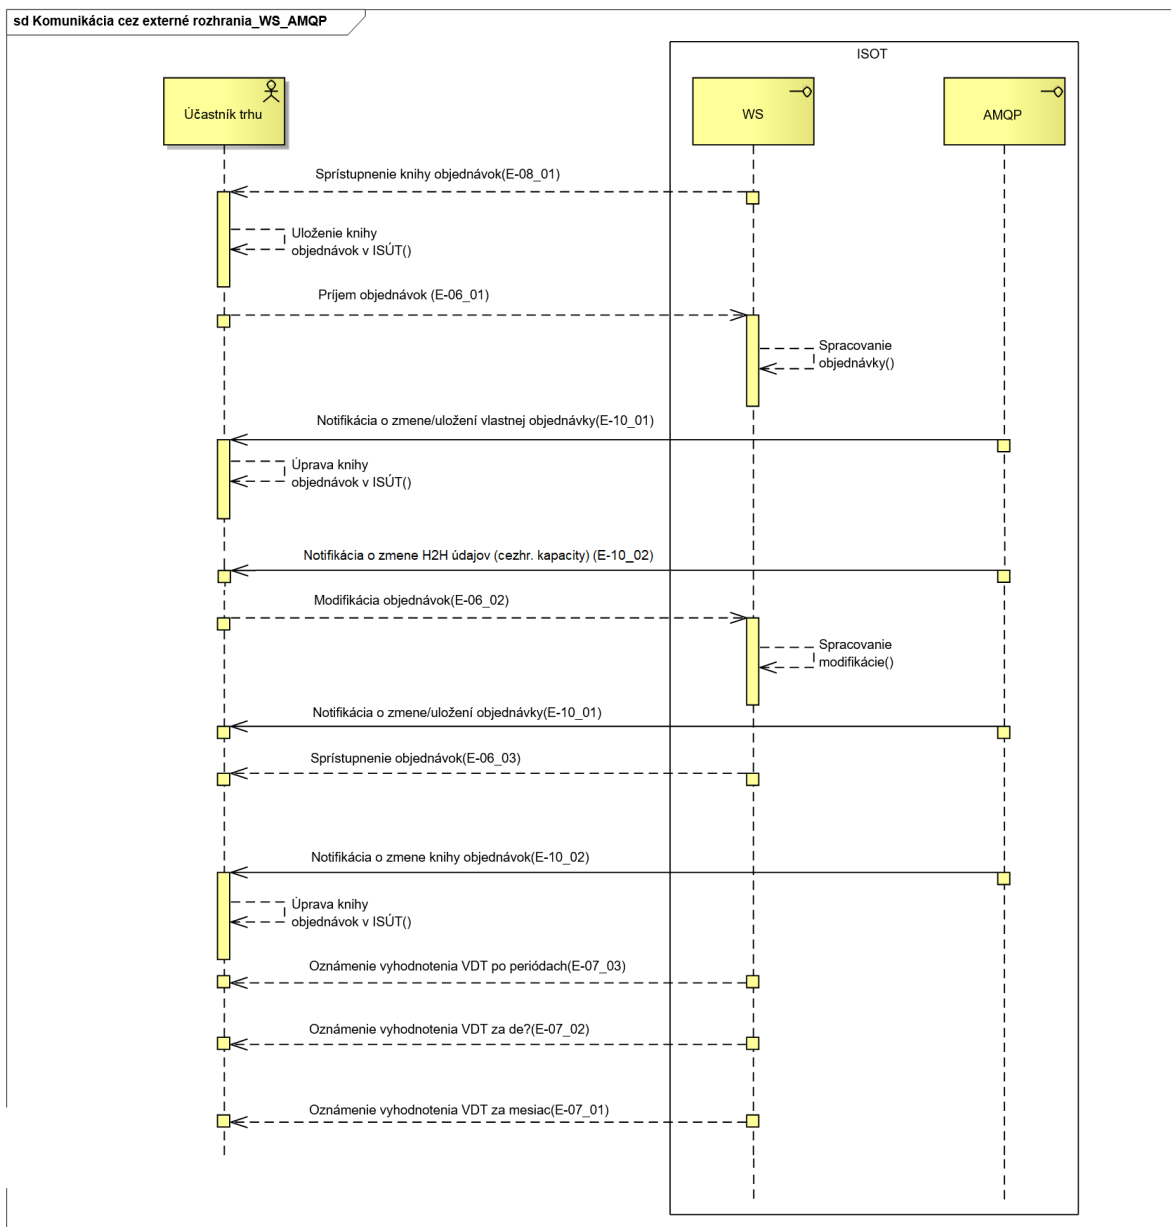 sd Komunikácia cez externé rozhrania_WS_AMQP
ISOT
Účastník trhu
WS
AMQP
Sprístupnenie knihy objednávok(E-08_01)
Uloženie knihy
objednávok v ISÚT()
Príjem objednávok (E-06_01)
Spracovanie
objednávky()
Notifikácia o zmene/uložení vlastnej objednávky(E-10_01)
Úprava knihy
objednávok v ISÚT()
Notifikácia o zmene H2H údajov (cezhr. kapacity) (E-10_02)
Modifikácia objednávok(E-06_02)
Spracovanie
modifikácie()
Notifikácia o zmene/uložení objednávky(E-10_01)
Sprístupnenie objednávok(E-06_03)
Notifikácia o zmene knihy objednávok(E-10_02)
Úprava knihy
objednávok v ISÚT()
Oznámenie vyhodnotenia VDT po periódach(E-07_03)
Oznámenie vyhodnotenia VDT za de?(E-07_02)
Oznámenie vyhodnotenia VDT za mesiac(E-07_01)